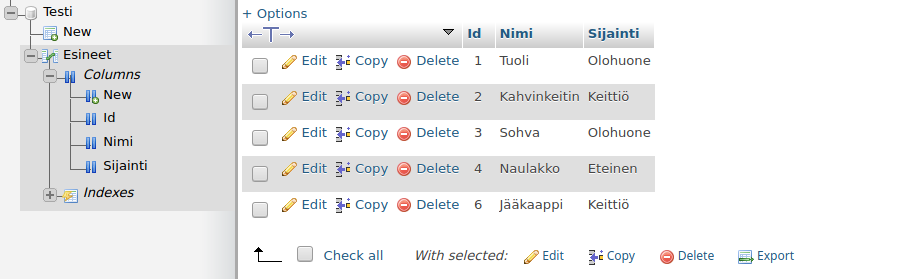 Testi
New
Esineet
Columns
New
Id
Nimi
Sijainti
Indexes
+ Options
←T→ Id Nimi Sijainti
Edit Copy Delete 1 Tuoli Olohuone
Edit Copy Delete 2 Kahvinkeitin Keittiö
Edit Copy Delete 3 Sohva Olohuone
Edit Copy Delete 4 Naulakko Eteinen
Edit Copy Delete 6 Jääkaappi Keittiö
Check all With selected: Edit Copy Delete Export